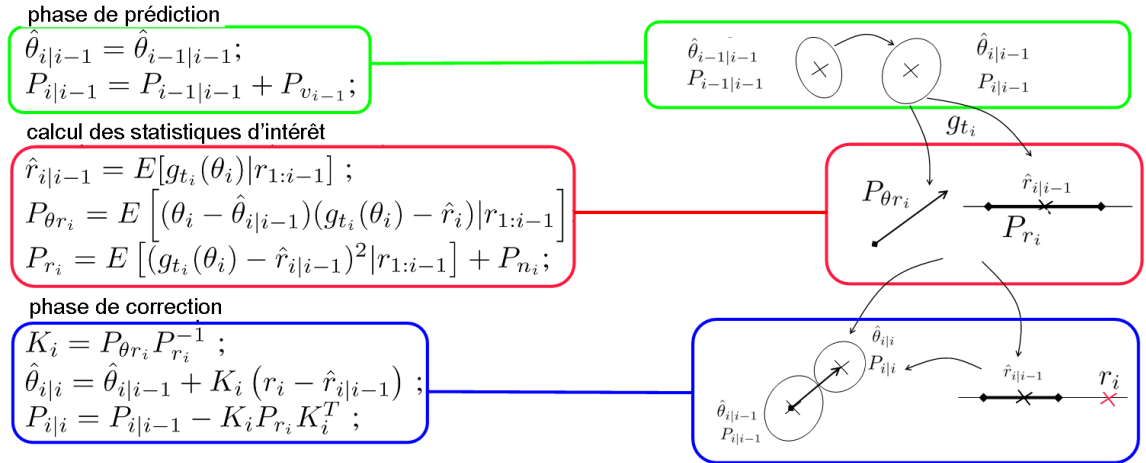 phase de prédiction
θ̂_{i|i−1} = θ̂_{i−1|i−1};
P_{i|i−1} = P_{i−1|i−1} + P_{v_{i−1}};
θ̂_{i−1|i−1}
P_{i−1|i−1}
θ̂_{i|i−1}
P_{i|i−1}
g_{t_i}
calcul des statistiques d'intérêt
r̂_{i|i−1} = E[g_{t_i}(θ_i)|r_{1:i−1}] ;
P_{θr_i} = E [(θ_i − θ̂_{i|i−1})(g_{t_i}(θ_i) − r̂_i)|r_{1:i−1}]
P_{r_i} = E [(g_{t_i}(θ_i) − r̂_{i|i−1})²|r_{1:i−1}] + P_{n_i};
P_{θr_i}
r̂_{i|i−1}
P_{r_i}
phase de correction
K_i = P_{θr_i} P_{r_i}^{−1} ;
θ̂_{i|i} = θ̂_{i|i−1} + K_i (r_i − r̂_{i|i−1}) ;
P_{i|i} = P_{i|i−1} − K_i P_{r_i} K_i^T ;
θ̂_{i|i}
P_{i|i}
θ̂_{i|i−1}
P_{i|i−1}
r̂_{i|i−1}
r_i